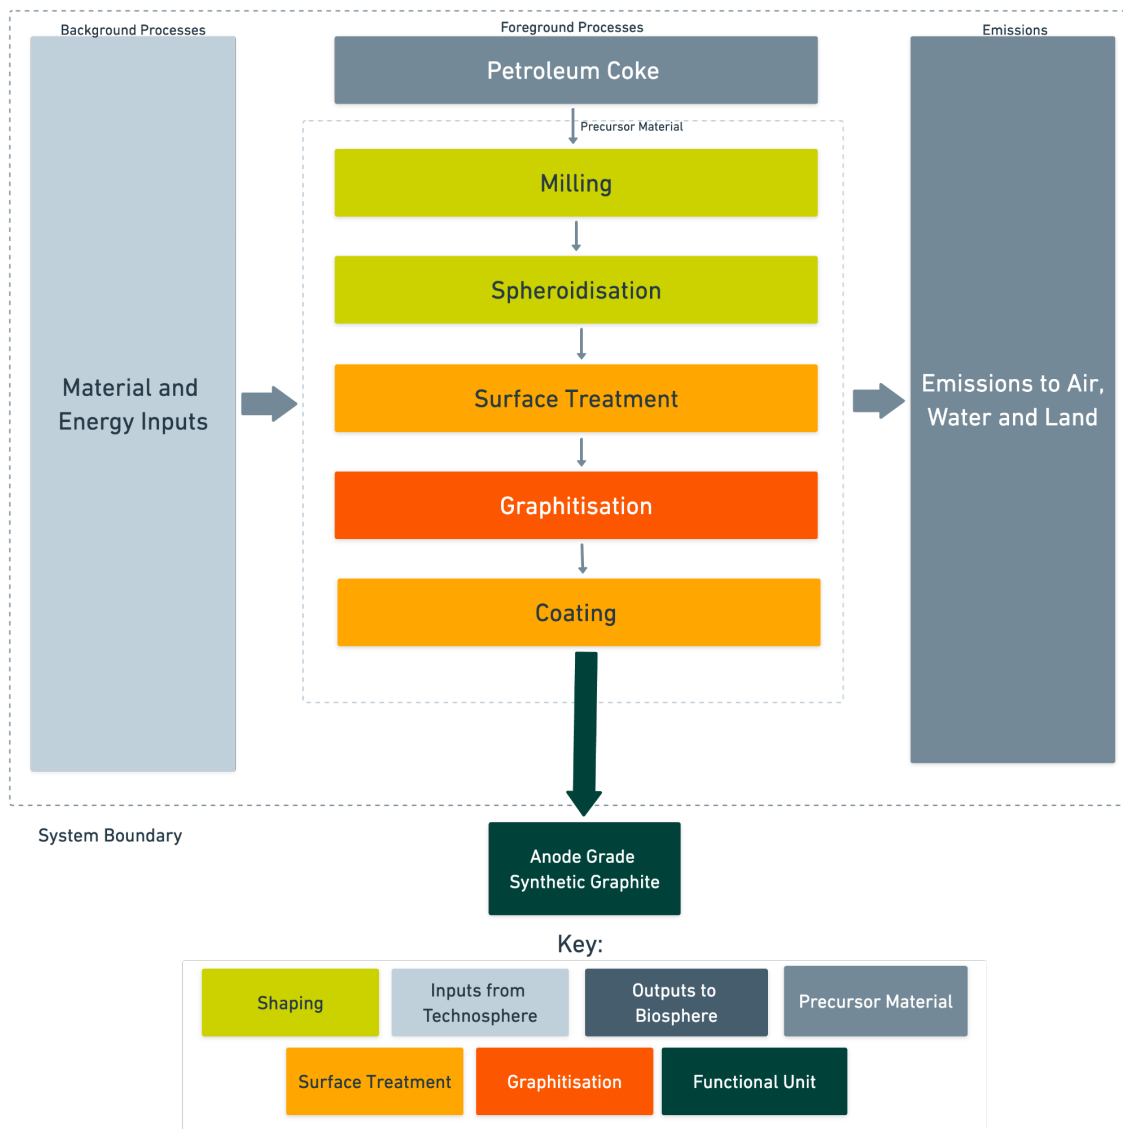 Background Processes
Foreground Processes
Emissions
Petroleum Coke
Precursor Material
Milling
Spheroidisation
Material and
Energy Inputs
Surface Treatment
Emissions to Air,
Water and Land
Graphitisation
Coating
System Boundary
Anode Grade
Synthetic Graphite
Key:
Shaping
Inputs from
Technosphere
Outputs to
Biosphere
Precursor Material
Surface Treatment
Graphitisation
Functional Unit